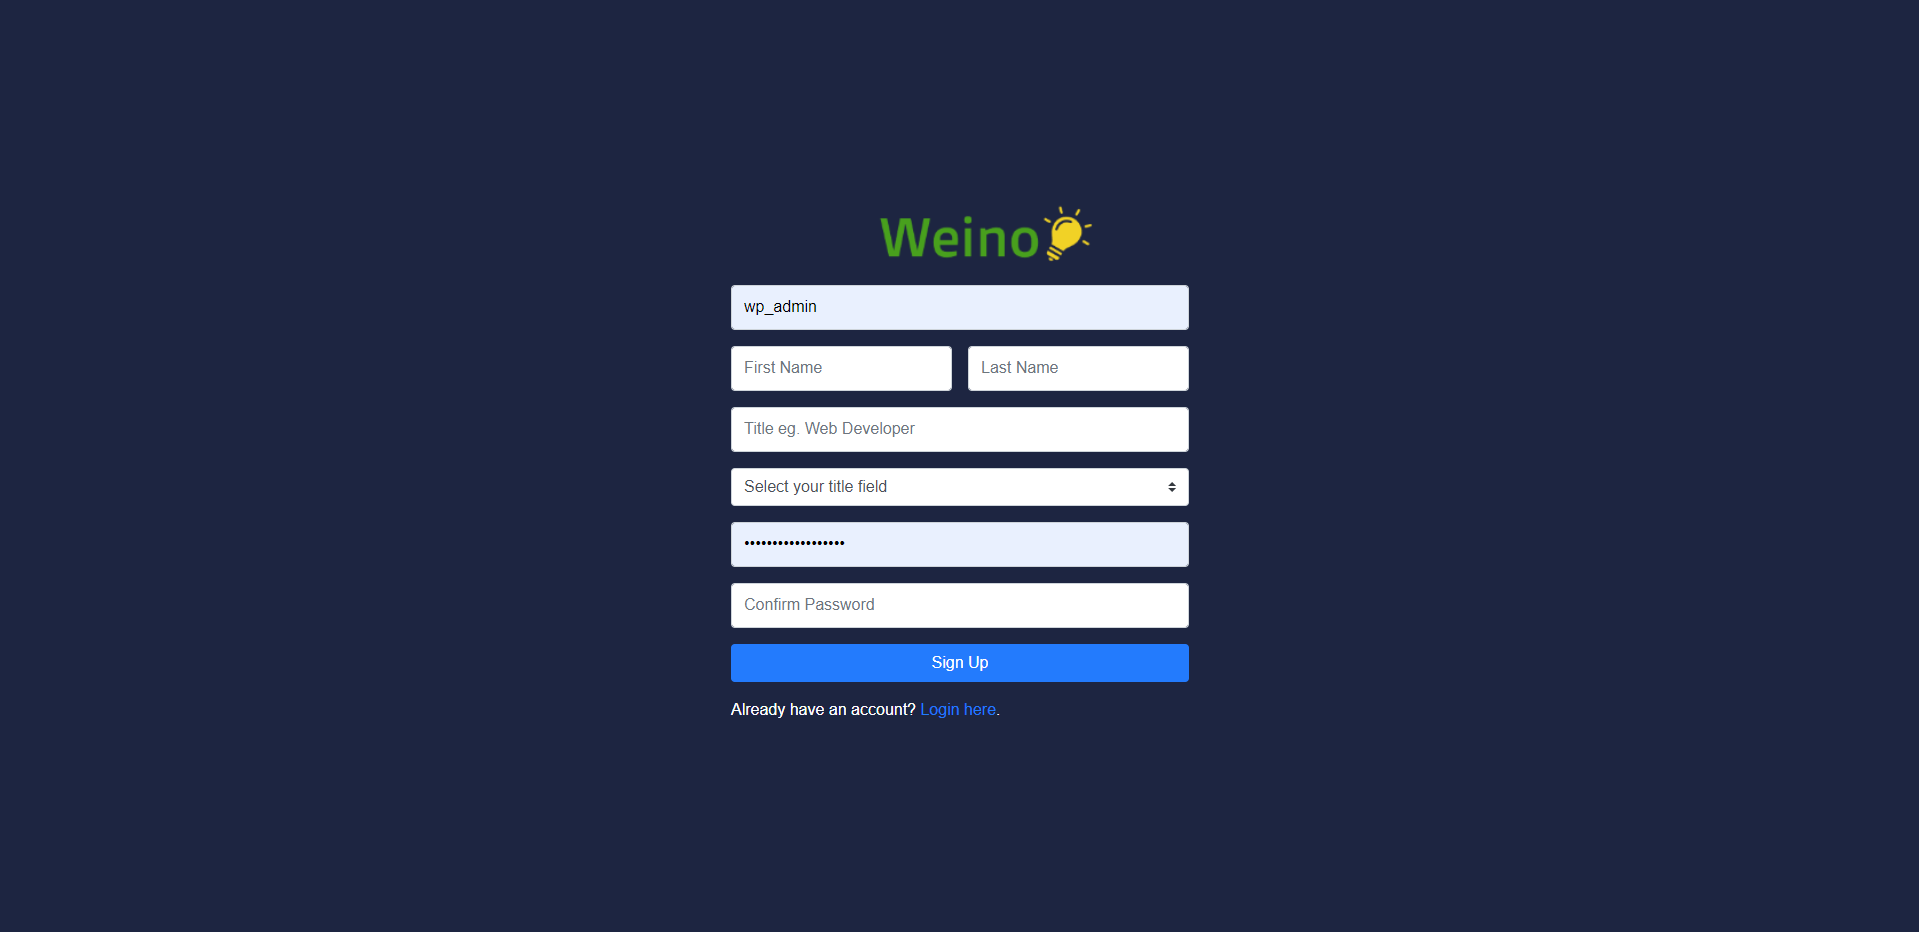 Weino
wp_admin
First Name Last Name
Title eg. Web Developer
Select your title field
••••••••••••••••••
Confirm Password
Sign Up
Already have an account? Login here.